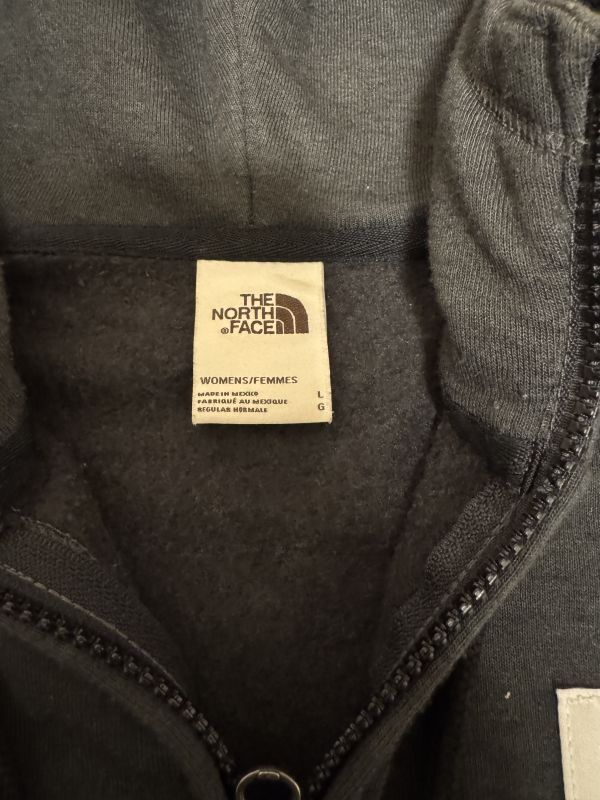 THE
NORTH
®FACE
WOMENS/FEMMES
MADE IN MEXICO L
FABRIQUÉ AU MEXIQUE G
REGULAR NORMALE